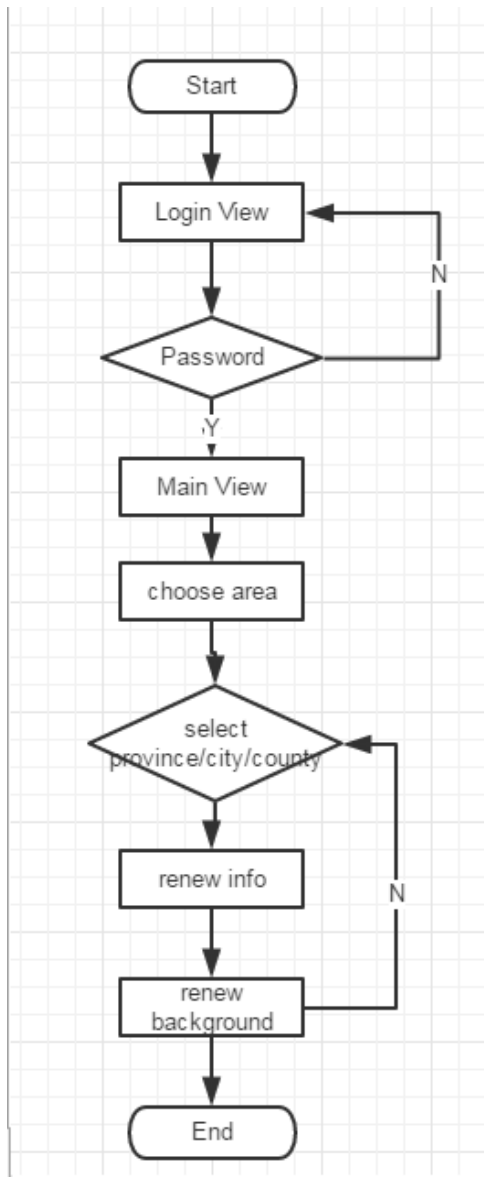 Start
Login View
N
Password
Y
Main View
choose area
select
province/city/county
renew info
N
renew
background
End